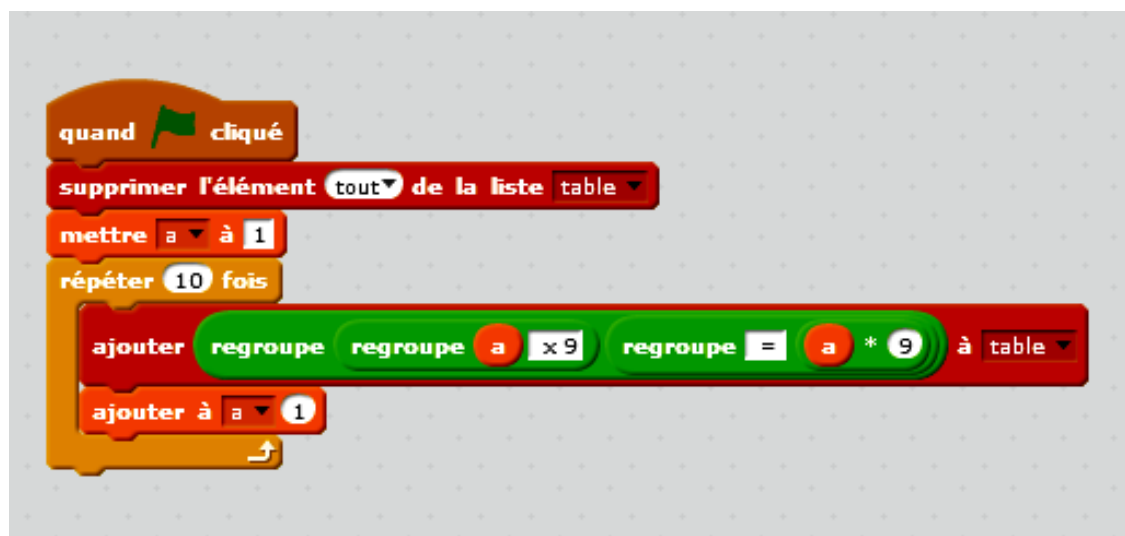 quand cliqué
supprimer l'élément tout de la liste table
mettre a à 1
répéter 10 fois
ajouter regroupe regroupe a x 9 regroupe = a * 9 à table
ajouter à a 1